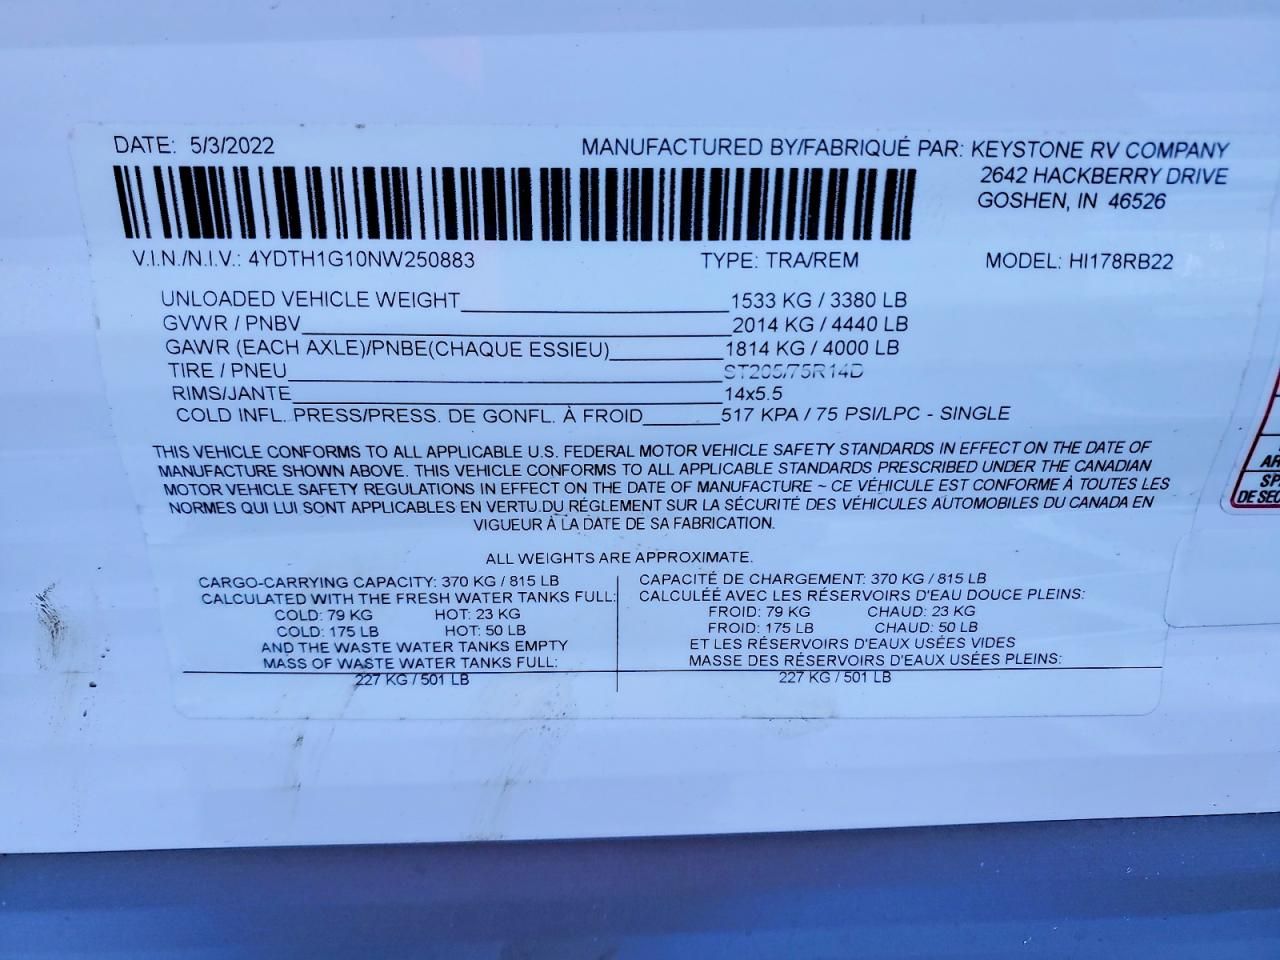 DATE: 5/3/2022 MANUFACTURED BY/FABRIQUÉ PAR: KEYSTONE RV COMPANY
2642 HACKBERRY DRIVE
GOSHEN, IN 46526
V.I.N./N.I.V.: 4YDTH1G10NW250883 TYPE: TRA/REM MODEL: HI178RB22
UNLOADED VEHICLE WEIGHT 1533 KG / 3380 LB
GVWR / PNBV 2014 KG / 4440 LB
GAWR (EACH AXLE)/PNBE(CHAQUE ESSIEU) 1814 KG / 4000 LB
TIRE / PNEU ST205/75R14D
RIMS/JANTE 14x5.5
COLD INFL. PRESS/PRESS. DE GONFL. À FROID 517 KPA / 75 PSI/LPC - SINGLE
THIS VEHICLE CONFORMS TO ALL APPLICABLE U.S. FEDERAL MOTOR VEHICLE SAFETY STANDARDS IN EFFECT ON THE DATE OF
MANUFACTURE SHOWN ABOVE. THIS VEHICLE CONFORMS TO ALL APPLICABLE STANDARDS PRESCRIBED UNDER THE CANADIAN
MOTOR VEHICLE SAFETY REGULATIONS IN EFFECT ON THE DATE OF MANUFACTURE ~ CE VÉHICULE EST CONFORME À TOUTES LES
NORMES QUI LUI SONT APPLICABLES EN VERTU DU RÉGLEMENT SUR LA SÉCURITÉ DES VÉHICULES AUTOMOBILES DU CANADA EN
VIGUEUR À LA DATE DE SA FABRICATION.
ALL WEIGHTS ARE APPROXIMATE.
CARGO-CARRYING CAPACITY: 370 KG / 815 LB
CALCULATED WITH THE FRESH WATER TANKS FULL:
COLD: 79 KG HOT: 23 KG
COLD: 175 LB HOT: 50 LB
AND THE WASTE WATER TANKS EMPTY
MASS OF WASTE WATER TANKS FULL:
227 KG / 501 LB
CAPACITÉ DE CHARGEMENT: 370 KG / 815 LB
CALCULÉE AVEC LES RÉSERVOIRS D'EAU DOUCE PLEINS:
FROID: 79 KG CHAUD: 23 KG
FROID: 175 LB CHAUD: 50 LB
ET LES RÉSERVOIRS D'EAUX USÉES VIDES
MASSE DES RÉSERVOIRS D'EAUX USÉES PLEINS:
227 KG / 501 LB